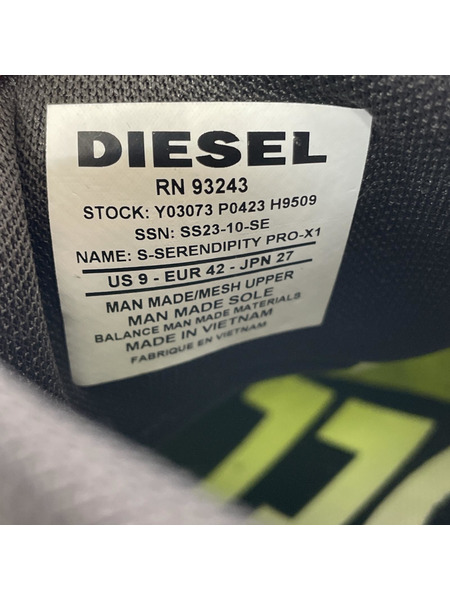 DIESEL
RN 93243
STOCK: Y03073 P0423 H9509
SSN: SS23-10-SE
NAME: S-SERENDIPITY PRO-X1
US 9 - EUR 42 - JPN 27
MAN MADE/MESH UPPER
MAN MADE SOLE
BALANCE MAN MADE MATERIALS
MADE IN VIETNAM
FABRIQUE EN VIETNAM